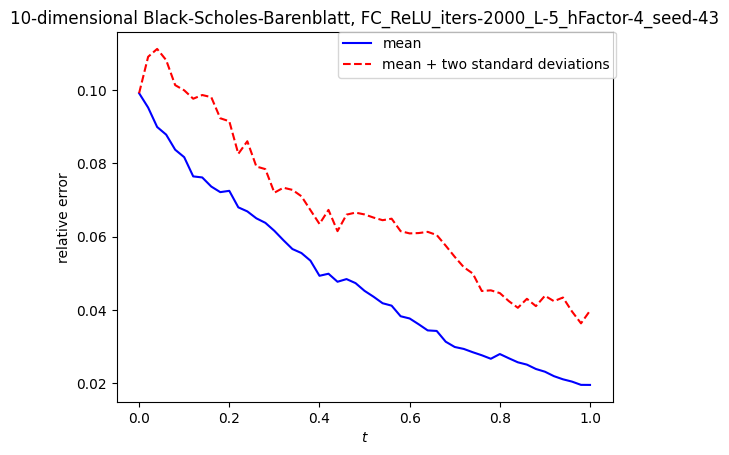 10-dimensional Black-Scholes-Barenblatt, FC_ReLU_iters-2000_L-5_hFactor-4_seed-43
mean
mean + two standard deviations
relative error
0.10
0.08
0.06
0.04
0.02
0.0 0.2 0.4 0.6 0.8 1.0
t